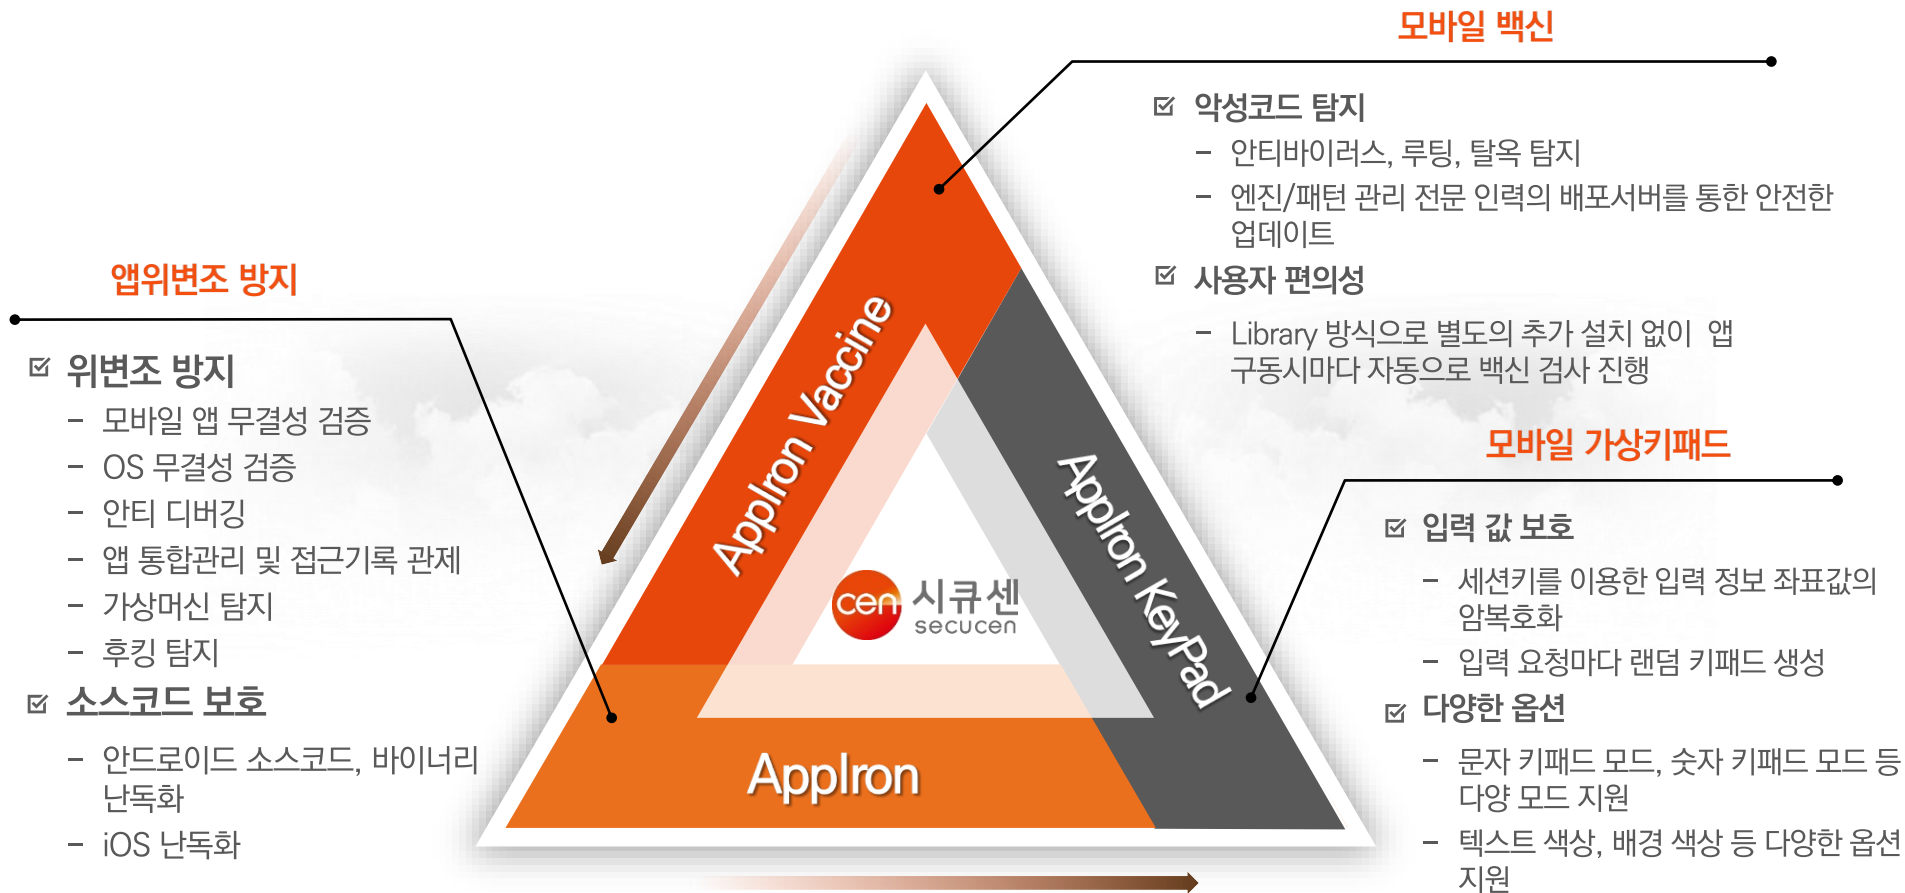 모바일 백신
악성코드 탐지
– 안티바이러스, 루팅, 탈옥 탐지
– 엔진/패턴 관리 전문 인력의 배포서버를 통한 안전한
업데이트
사용자 편의성
– Library 방식으로 별도의 추가 설치 없이 앱
구동시마다 자동으로 백신 검사 진행
앱위변조 방지
위변조 방지
– 모바일 앱 무결성 검증
– OS 무결성 검증
– 안티 디버깅
– 앱 통합관리 및 접근기록 관제
– 가상머신 탐지
– 후킹 탐지
소스코드 보호
– 안드로이드 소스코드, 바이너리
난독화
– iOS 난독화
AppIron Vaccine
AppIron KeyPad
AppIron
cen 시큐센
secucen
모바일 가상키패드
입력 값 보호
– 세션키를 이용한 입력 정보 좌표값의
암복호화
– 입력 요청마다 랜덤 키패드 생성
다양한 옵션
– 문자 키패드 모드, 숫자 키패드 모드 등
다양 모드 지원
– 텍스트 색상, 배경 색상 등 다양한 옵션
지원